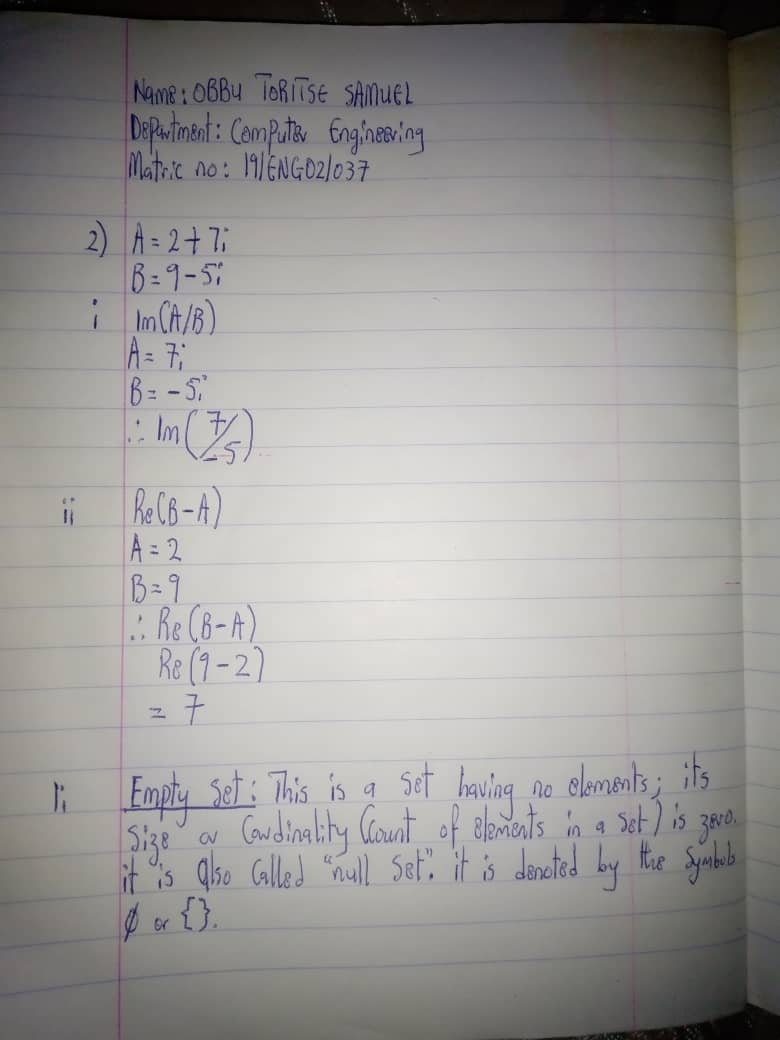 Name: OBBU TORITSE SAMUEL
Department: Computer Engineering
Matric no: 19/ENG02/037
2) A = 2 + 7i
B = 9 - 5i
i Im(A/B)
A = 7i
B = - 5i
∴ Im(7/-5)
ii Re(B-A)
A = 2
B = 9
∴ Re(B-A)
Re(9-2)
= 7
1i Empty set: This is a set having no elements; its
size or Cardinality (Count of elements in a set) is zero.
it is also Called "null set". it is denoted by the symbols
∅ or {}.